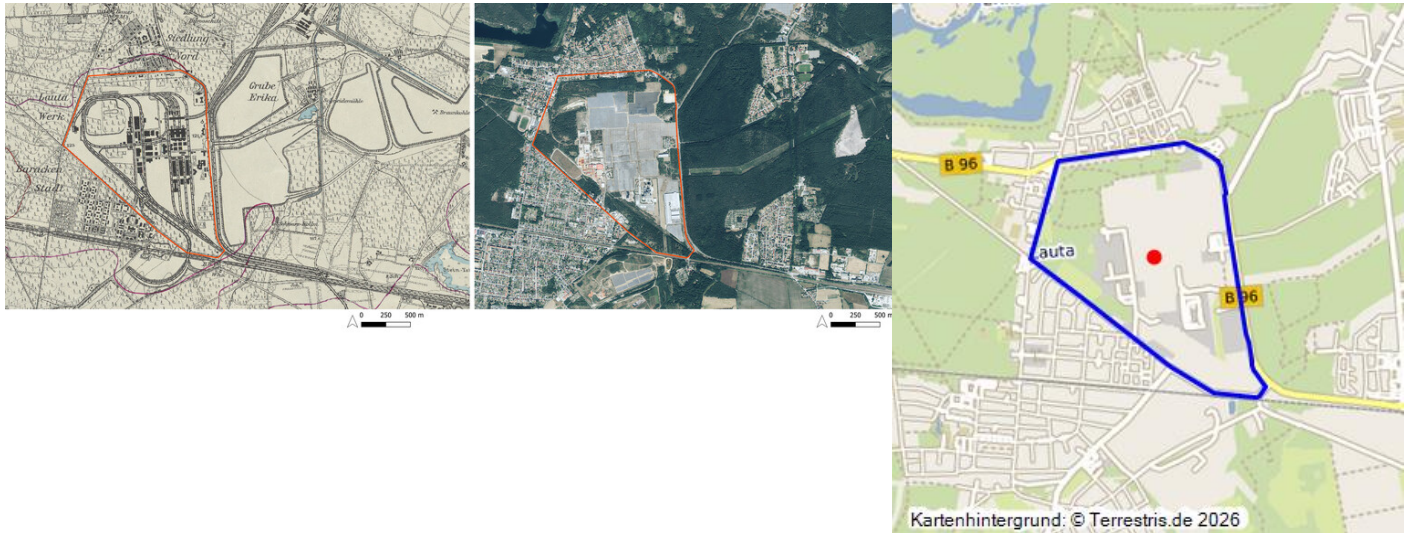 Siedlung
Nord
Lauta
Werk
Grube
Erika
Baracken
Stadt
0 250 500 m
0 250 500 m
B 96
auta
B 96
Kartenhintergrund: © Terrestris.de 2026